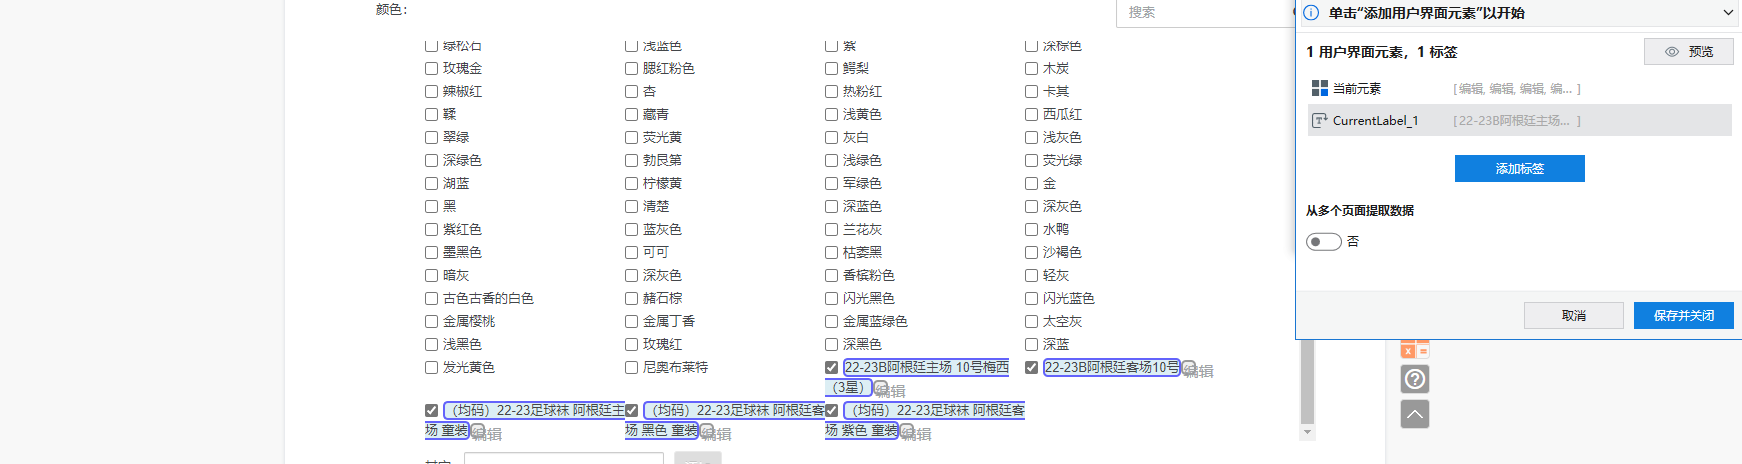 颜色：
搜索
绿松石 浅蓝色 紫 深棕色
玫瑰金 腮红粉色 鳄梨 木炭
辣椒红 杏 热粉红 卡其
鞣 藏青 浅黄色 西瓜红
翠绿 荧光黄 灰白 浅灰色
深绿色 勃艮第 浅绿色 荧光绿
湖蓝 柠檬黄 军绿色 金
黑 清楚 深蓝色 深灰色
紫红色 蓝灰色 兰花灰 水鸭
墨黑色 可可 枯萎黑 沙褐色
暗灰 深灰色 香槟粉色 轻灰
古色古香的白色 赭石棕 闪光黑色 闪光蓝色
金属樱桃 金属丁香 金属蓝绿色 太空灰
浅黑色 玫瑰红 深黑色 深蓝
发光黄色 尼奥布莱特 22-23B阿根廷主场 10号梅西 22-23B阿根廷客场10号 编辑
（3星） 编辑
（均码）22-23足球袜 阿根廷主 （均码）22-23足球袜 阿根廷客 （均码）22-23足球袜 阿根廷客
场 童装 编辑 场 黑色 童装 编辑 场 紫色 童装 编辑
单击“添加用户界面元素”以开始
1 用户界面元素，1 标签
预览
当前元素 [ 编辑, 编辑, 编辑, 编... ]
CurrentLabel_1 [ 22-23B阿根廷主场... ]
添加标签
从多个页面提取数据
否
取消 保存并关闭